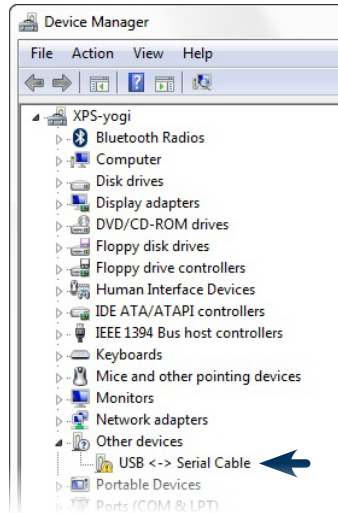 Device Manager
File Action View Help
XPS-yogi
Bluetooth Radios
Computer
Disk drives
Display adapters
DVD/CD-ROM drives
Floppy disk drives
Floppy drive controllers
Human Interface Devices
IDE ATA/ATAPI controllers
IEEE 1394 Bus host controllers
Keyboards
Mice and other pointing devices
Monitors
Network adapters
Other devices
USB <-> Serial Cable
Portable Devices
Ports (COM & LPT)